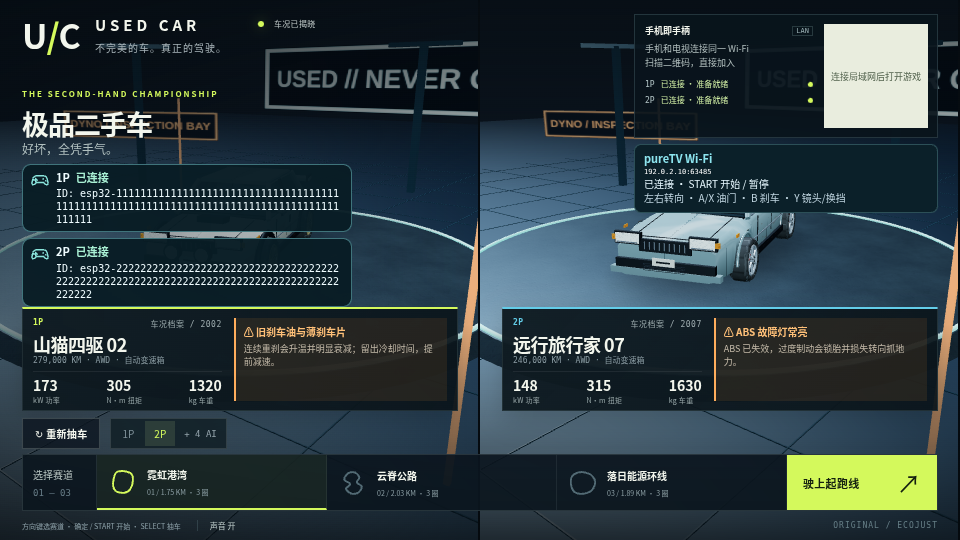 U/C
USED CAR
不完美的车。真正的驾驶。
车况已揭晓
USED // NEVER C
THE SECOND-HAND CHAMPIONSHIP
极品二手车
好坏，全凭手气。
1P 已连接
ID: esp32-1111111111111111111111111111111111
1111111111111111111111111111111111111111111
111111
2P 已连接
ID: esp32-2222222222222222222222222222222222
2222222222222222222222222222222222222222222
222222
1P
车况档案 / 2002
山猫四驱 02
279,000 KM · AWD · 自动变速箱
173
305
1320
kW 功率
N·m 扭矩
kg 车重
⚠ 旧刹车油与薄刹车片
连续重刹会升温并明显衰减；留出冷却时间，提
前减速。
↻ 重新抽车
1P
2P
+ 4 AI
手机即手柄
LAN
手机和电视连接同一 Wi-Fi
扫描二维码，直接加入
1P 已连接 · 准备就绪
2P 已连接 · 准备就绪
连接局域网后打开游戏
DYNO / INSPECTION BAY
pureTV Wi-Fi
192.0.2.10:63485
已连接 · START 开始 / 暂停
左右转向 · A/X 油门 · B 刹车 · Y 镜头/换挡
2P
车况档案 / 2007
远行旅行家 07
246,000 KM · AWD · 自动变速箱
148
315
1630
kW 功率
N·m 扭矩
kg 车重
⚠ ABS 故障灯常亮
ABS 已失效，过度制动会锁胎并损失转向抓地
力。
选择赛道
01 — 03
霓虹港湾
01 / 1.75 KM · 3 圈
云脊公路
02 / 2.03 KM · 3 圈
落日能源环线
03 / 1.89 KM · 3 圈
驶上起跑线
方向键选赛道 · 确定 / START 开始 · SELECT 抽车
声音 开
ORIGINAL / ECOJUST